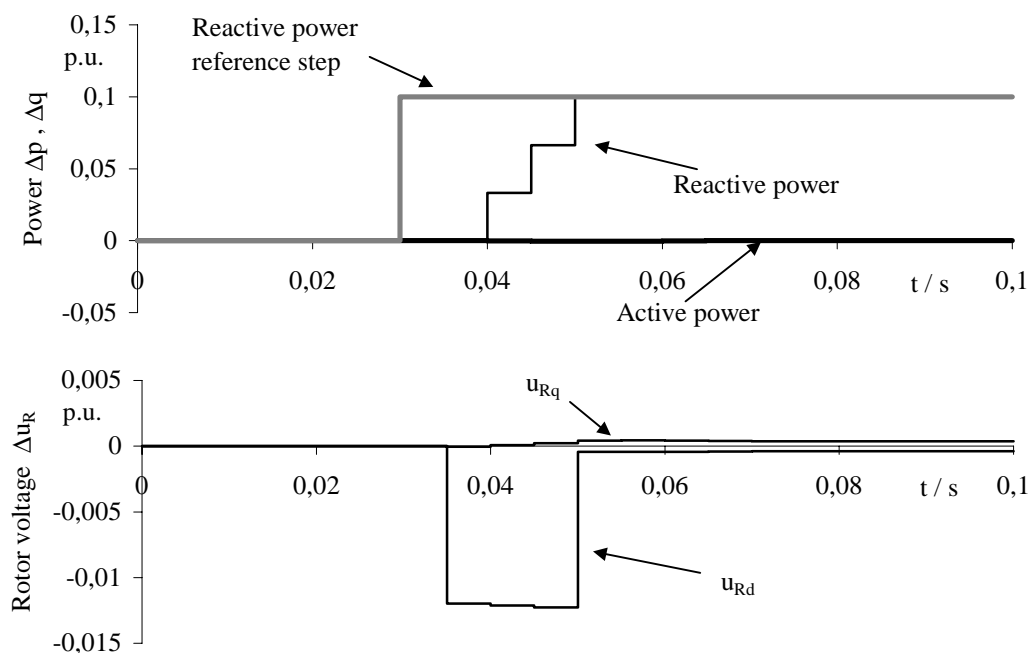 0,15
p.u.
Reactive power
reference step
0,1
0,05
0
-0,05
Power Δp , Δq
Reactive power
0
0,02
0,04
0,06
0,08
t / s
0,1
Active power
0,005
p.u.
0
-0,005
-0,01
-0,015
Rotor voltage Δu_R
u_Rq
0
0,02
0,04
0,06
0,08
t / s
0,1
u_Rd